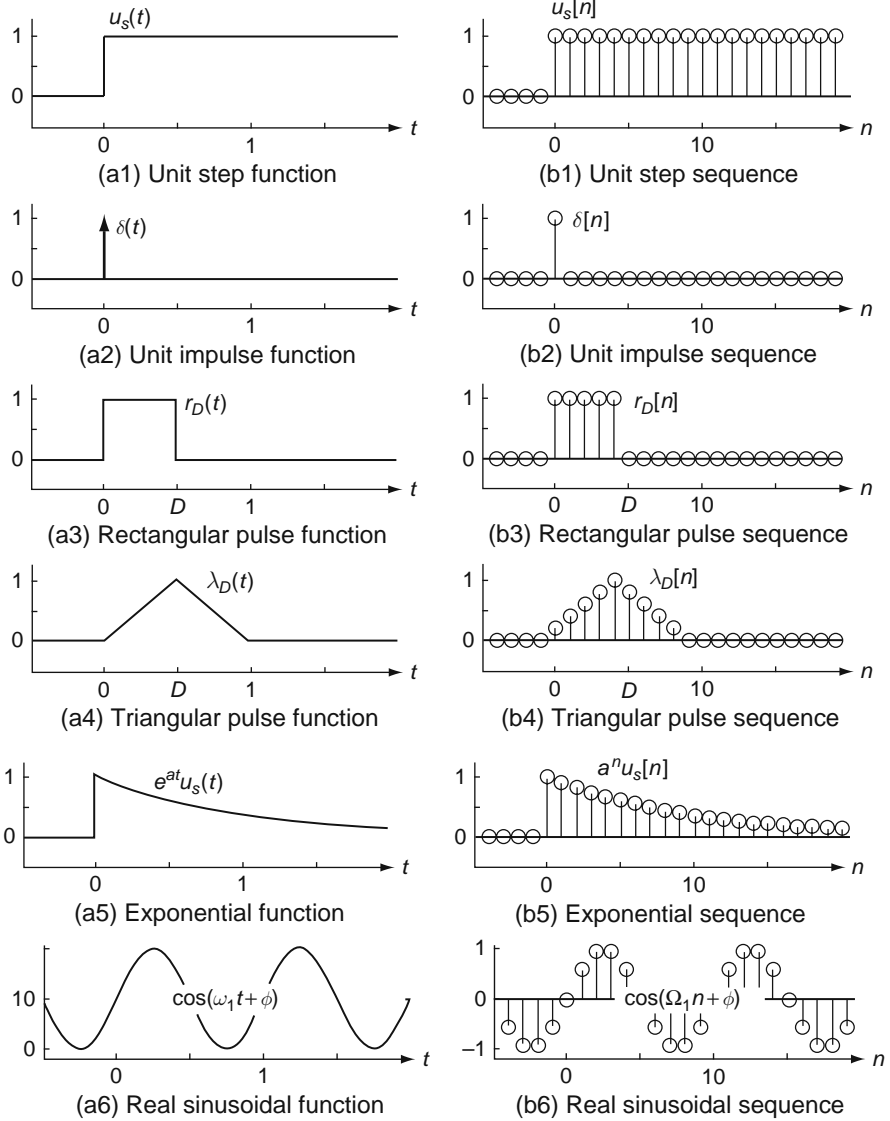 u_s(t)
1
0
0 1 t
(a1) Unit step function
u_s[n]
1
0
0 10 n
(b1) Unit step sequence
1
δ(t)
0
0 1 t
(a2) Unit impulse function
1
δ[n]
0
0 10 n
(b2) Unit impulse sequence
1
r_D(t)
0
0 D 1 t
(a3) Rectangular pulse function
1
r_D[n]
0
0 D 10 n
(b3) Rectangular pulse sequence
1
λ_D(t)
0
0 D 1 t
(a4) Triangular pulse function
1
λ_D[n]
0
0 D 10 n
(b4) Triangular pulse sequence
1
e^{at}u_s(t)
0
0 1 t
(a5) Exponential function
1
a^n u_s[n]
0
0 10 n
(b5) Exponential sequence
10
cos(ω_1t+ϕ)
0
0 1 t
(a6) Real sinusoidal function
1
0
cos(Ω_1n+ϕ)
−1
0 10 n
(b6) Real sinusoidal sequence